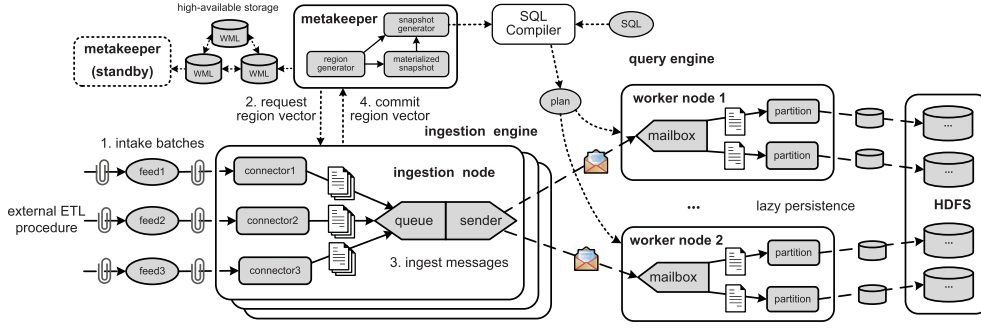 high-available storage
WML
WML
WML
metakeeper
(standby)
metakeeper
snapshot
generator
region
generator
materialized
snapshot
SQL
Compiler
SQL
query engine
plan
2. request
region vector
4. commit
region vector
ingestion engine
1. intake batches
feed1
feed2
feed3
external ETL
procedure
ingestion node
connector1
connector2
connector3
queue
sender
3. ingest messages
worker node 1
mailbox
partition
partition
...
lazy persistence
worker node 2
mailbox
partition
partition
HDFS
...
...
...
...